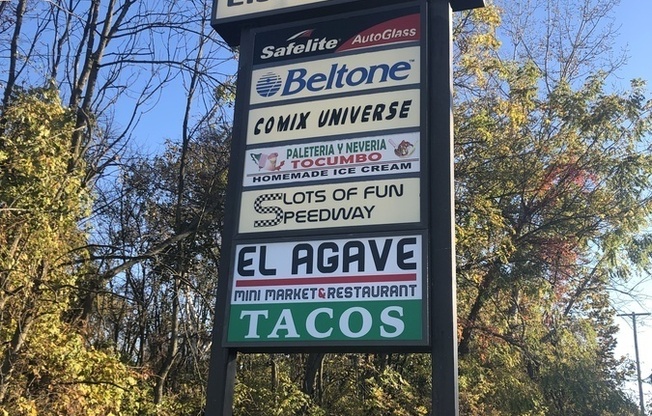 Safelite AutoGlass
Beltone™
COMIX UNIVERSE
PALETERIA Y NEVERIA
TOCUMBO
HOMEMADE ICE CREAM
SLOTS OF FUN
SPEEDWAY
EL AGAVE
MINI MARKET&RESTAURANT
TACOS